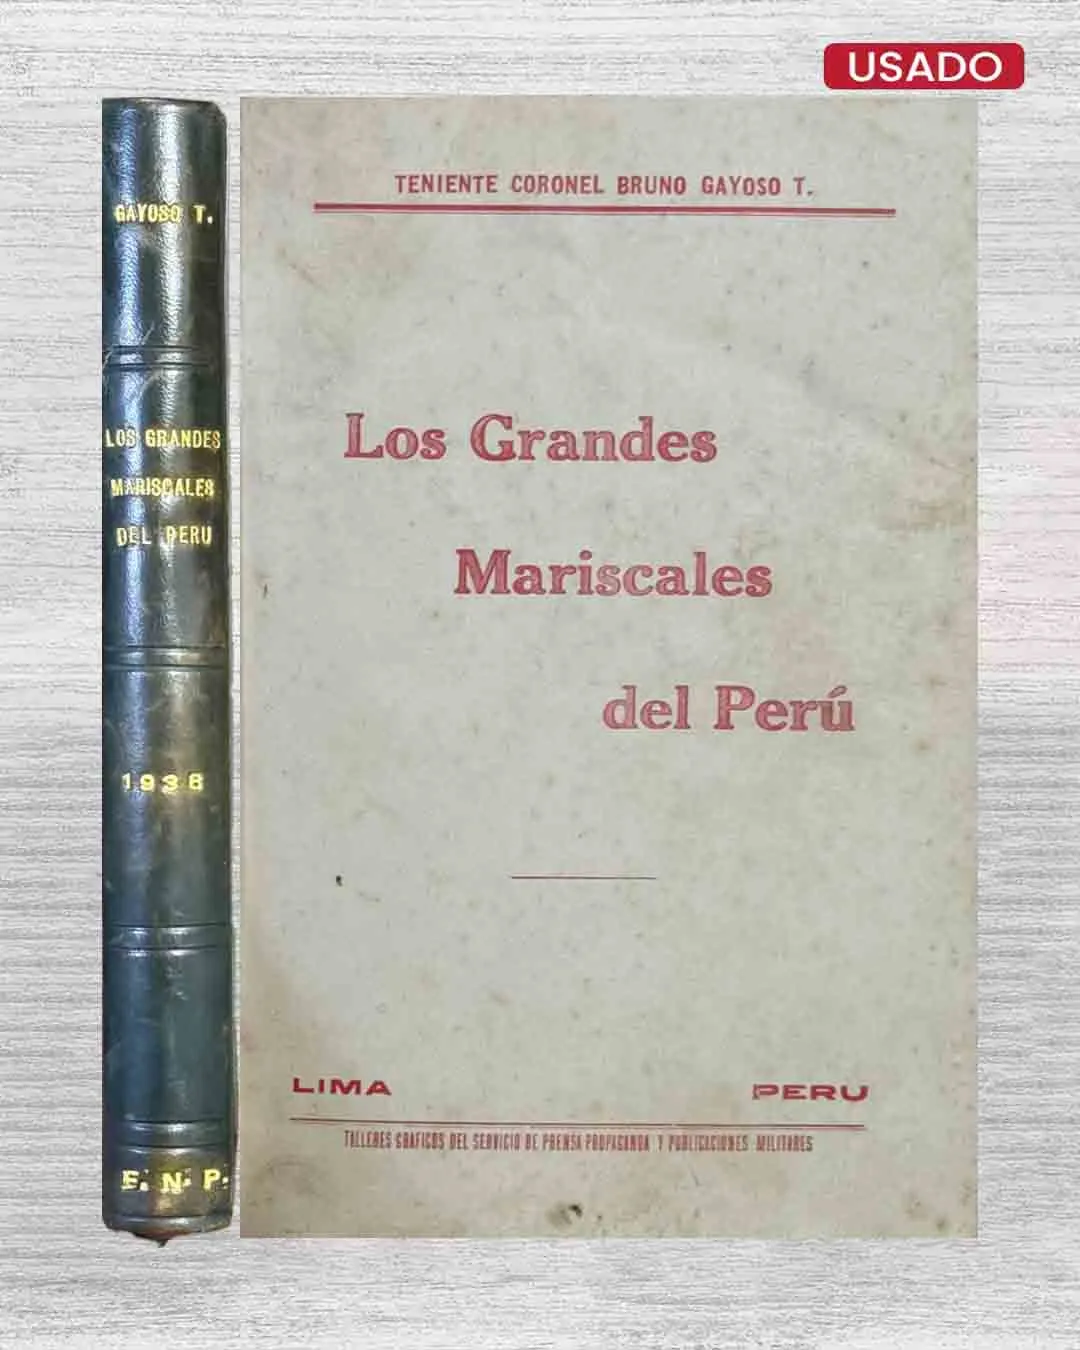 USADO
GAYOSO T.
LOS GRANDES
MARISCALES
DEL PERU
1938
E. N. P.
TENIENTE CORONEL BRUNO GAYOSO T.
Los Grandes
Mariscales
del Perú
LIMA PERU
TALLERES GRAFICOS DEL SERVICIO DE PRENSA PROPAGANDA Y PUBLICACIONES MILITARES